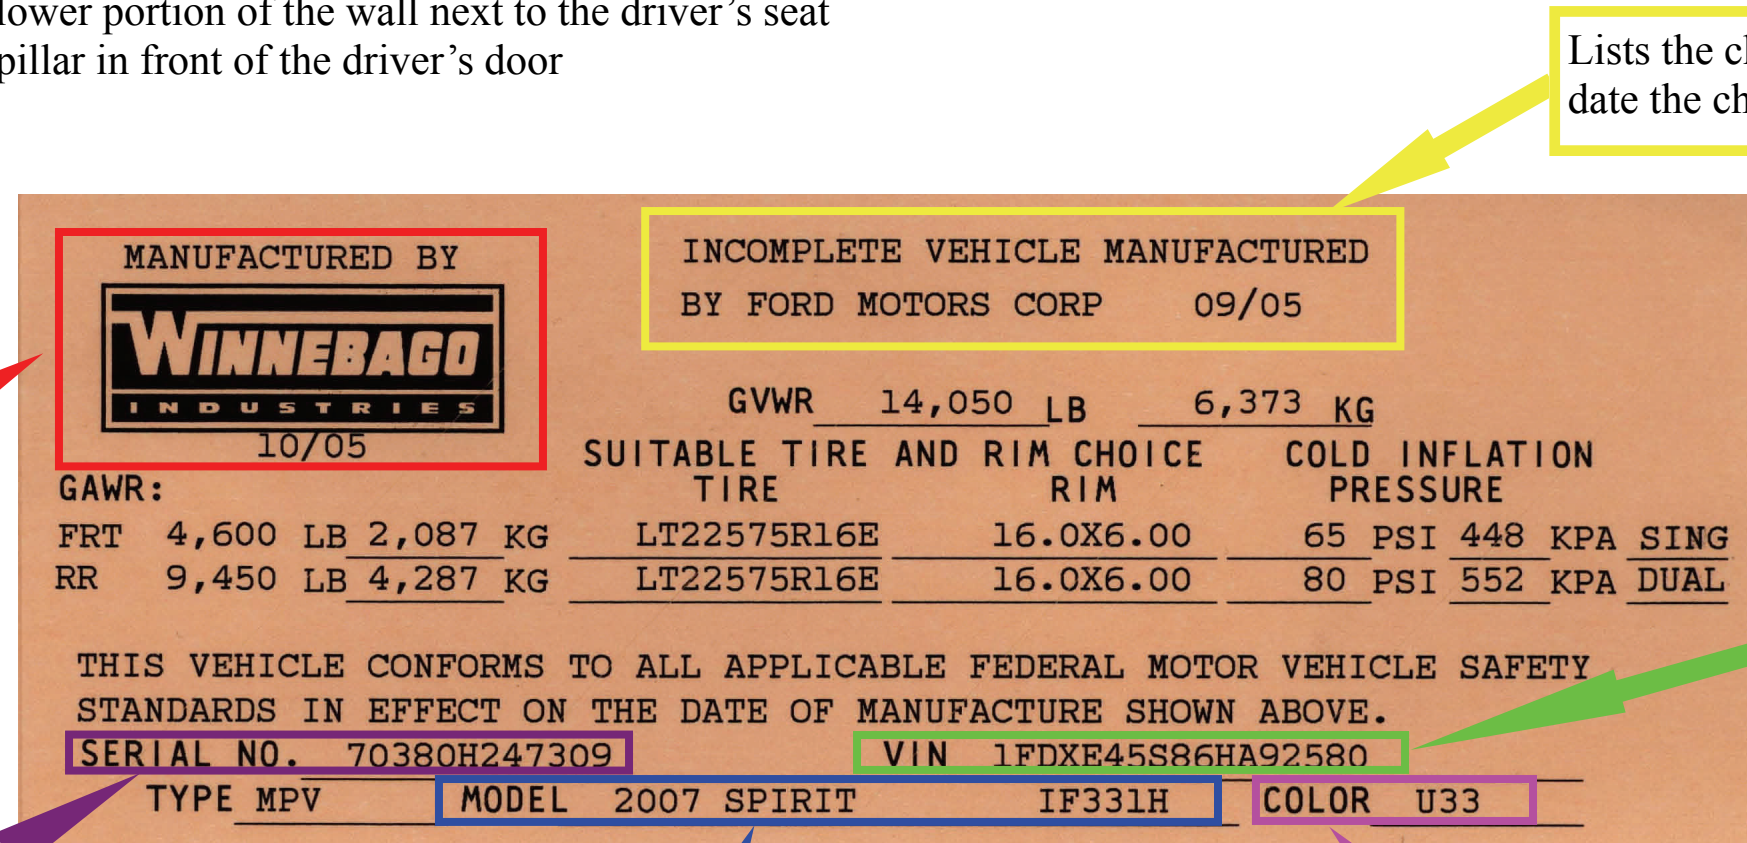 lower portion of the wall next to the driver's seat
pillar in front of the driver's door
Lists the
date the
MANUFACTURED BY
WINNEBAGO
INDUSTRIES
10/05
INCOMPLETE VEHICLE MANUFACTURED
BY FORD MOTORS CORP 09/05
GVWR 14,050 LB 6,373 KG
SUITABLE TIRE AND RIM CHOICE COLD INFLATION
GAWR: TIRE RIM PRESSURE
FRT 4,600 LB 2,087 KG LT22575R16E 16.0X6.00 65 PSI 448 KPA SING
RR 9,450 LB 4,287 KG LT22575R16E 16.0X6.00 80 PSI 552 KPA DUAL
THIS VEHICLE CONFORMS TO ALL APPLICABLE FEDERAL MOTOR VEHICLE SAFETY
STANDARDS IN EFFECT ON THE DATE OF MANUFACTURE SHOWN ABOVE.
SERIAL NO. 70380H247309 VIN 1FDXE45S86HA92580
TYPE MPV MODEL 2007 SPIRIT IF331H COLOR U33